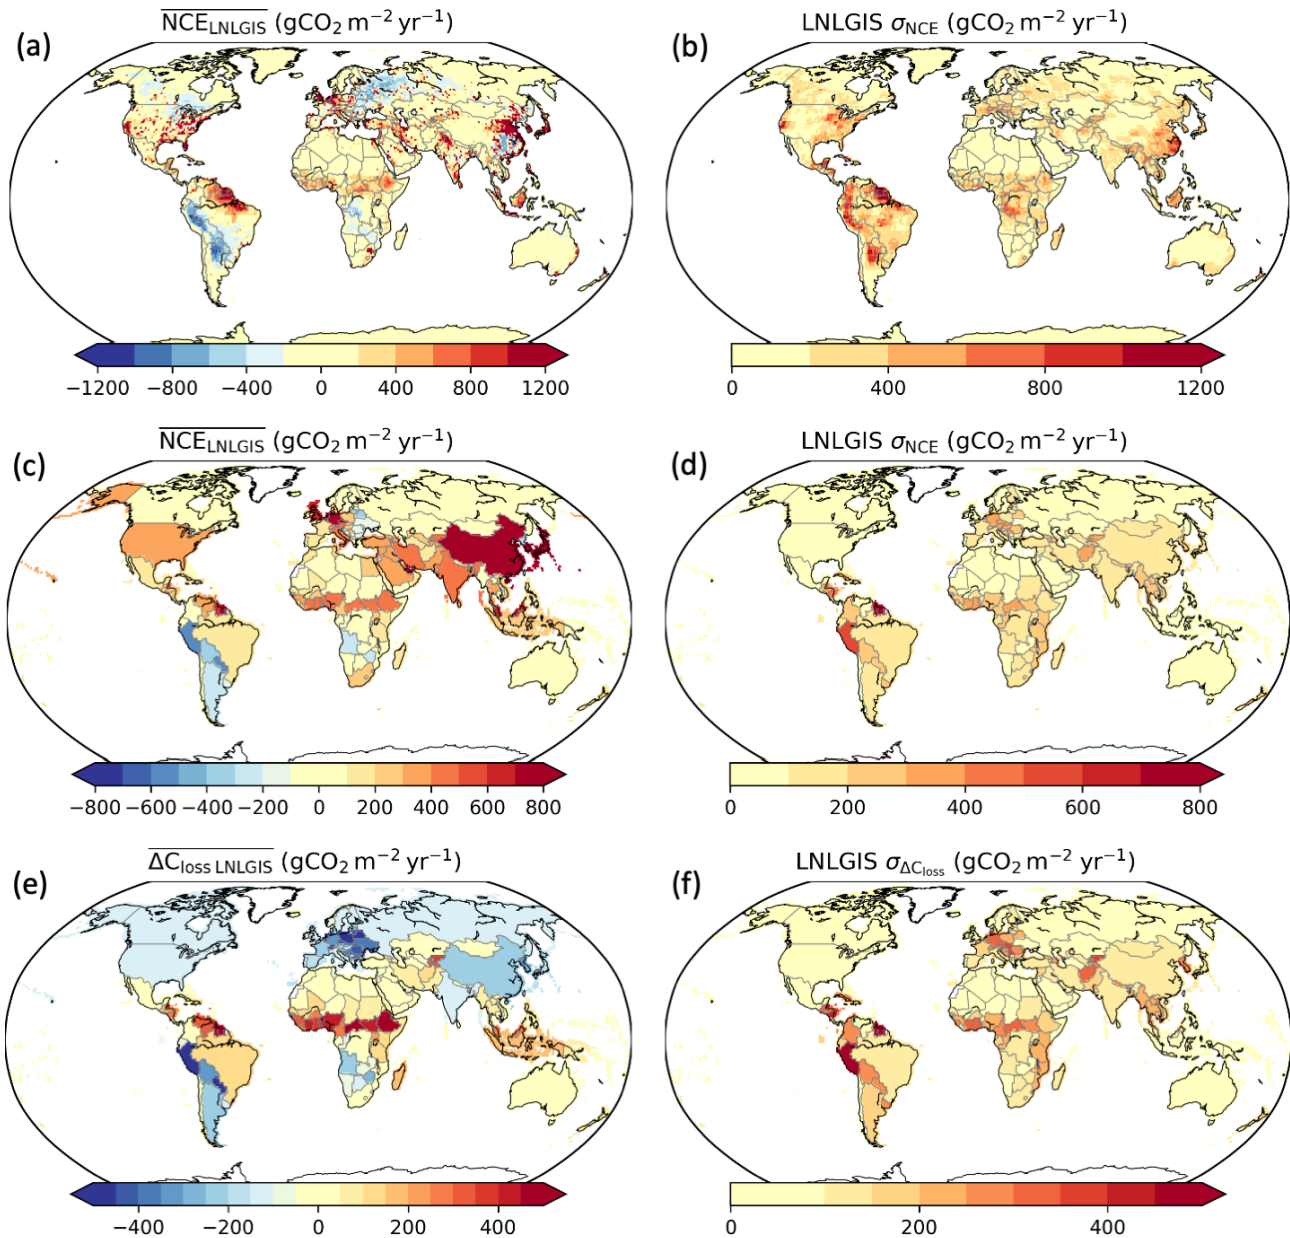 (a)
NCE_LNLGIS (gCO₂ m⁻² yr⁻¹)
−1200 −800 −400 0 400 800 1200
(b)
LNLGIS σ_NCE (gCO₂ m⁻² yr⁻¹)
0 400 800 1200
(c)
NCE_LNLGIS (gCO₂ m⁻² yr⁻¹)
−800 −600 −400 −200 0 200 400 600 800
(d)
LNLGIS σ_NCE (gCO₂ m⁻² yr⁻¹)
0 200 400 600 800
(e)
ΔC_loss LNLGIS (gCO₂ m⁻² yr⁻¹)
−400 −200 0 200 400
(f)
LNLGIS σ_ΔC_loss (gCO₂ m⁻² yr⁻¹)
0 200 400